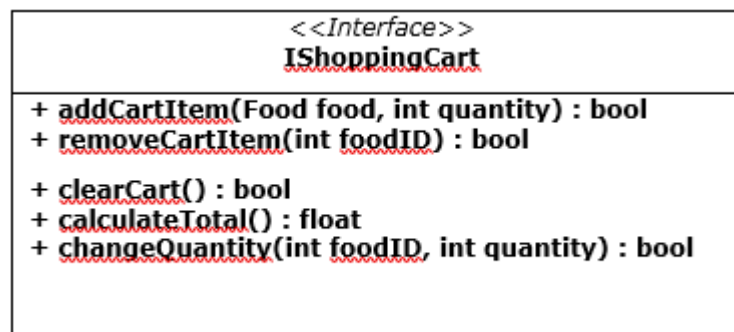 <<Interface>>
IShoppingCart
+ addCartItem(Food food, int quantity) : bool
+ removeCartItem(int foodID) : bool
+ clearCart() : bool
+ calculateTotal() : float
+ changeQuantity(int foodID, int quantity) : bool